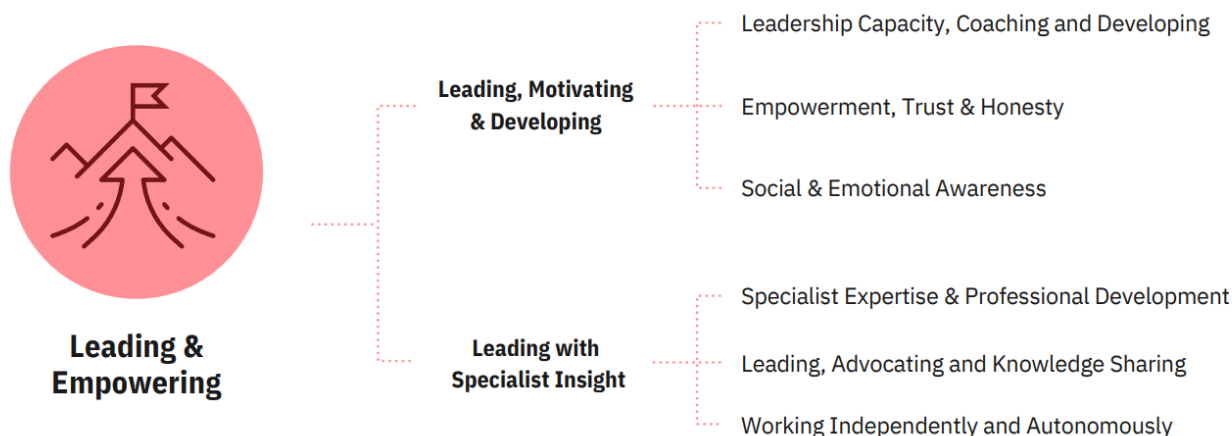 Leading &
Empowering
Leading, Motivating
& Developing
Leadership Capacity, Coaching and Developing
Empowerment, Trust & Honesty
Social & Emotional Awareness
Leading with
Specialist Insight
Specialist Expertise & Professional Development
Leading, Advocating and Knowledge Sharing
Working Independently and Autonomously